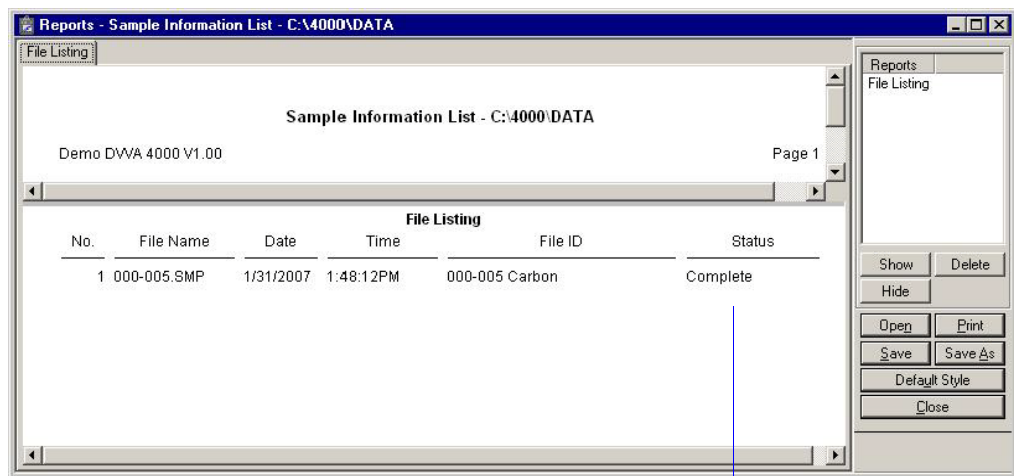 Reports - Sample Information List - C:\4000\DATA
File Listing
Sample Information List - C:\4000\DATA
Demo DVVA 4000 V1.00
Page 1
File Listing
No. File Name Date Time File ID Status
1 000-005.SMP 1/31/2007 1:48:12PM 000-005 Carbon Complete
Reports
File Listing
Show Delete
Hide
Open Print
Save Save As
Default Style
Close